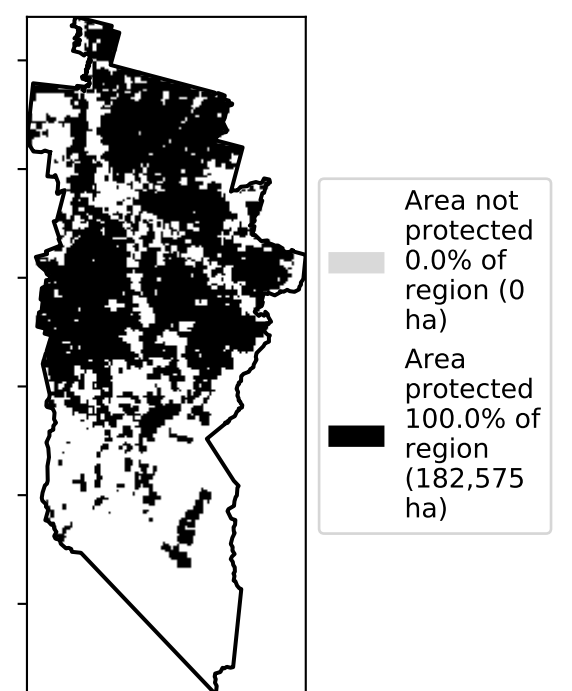 Area not
protected
0.0% of
region (0
ha)
Area
protected
100.0% of
region
(182,575
ha)